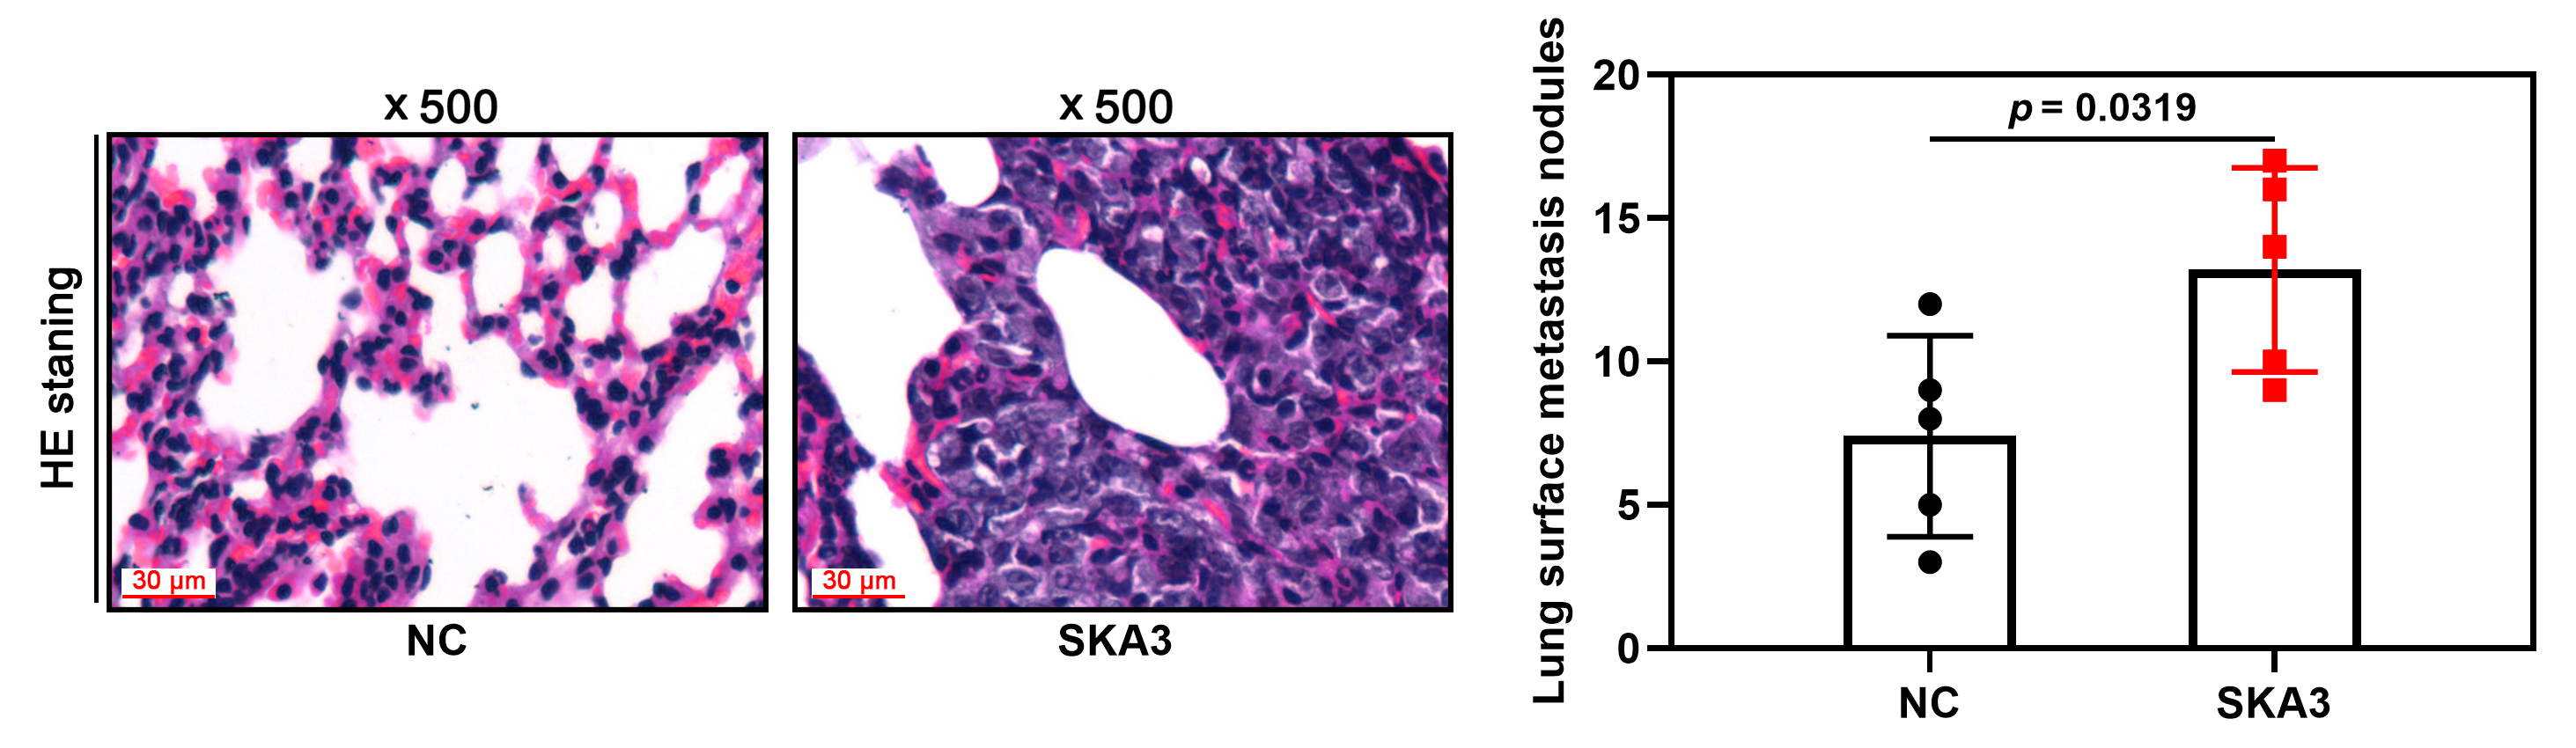 HE staning
x 500
30 µm
NC
x 500
30 µm
SKA3
Lung surface metastasis nodules
20
15
10
5
0
p = 0.0319
NC
SKA3